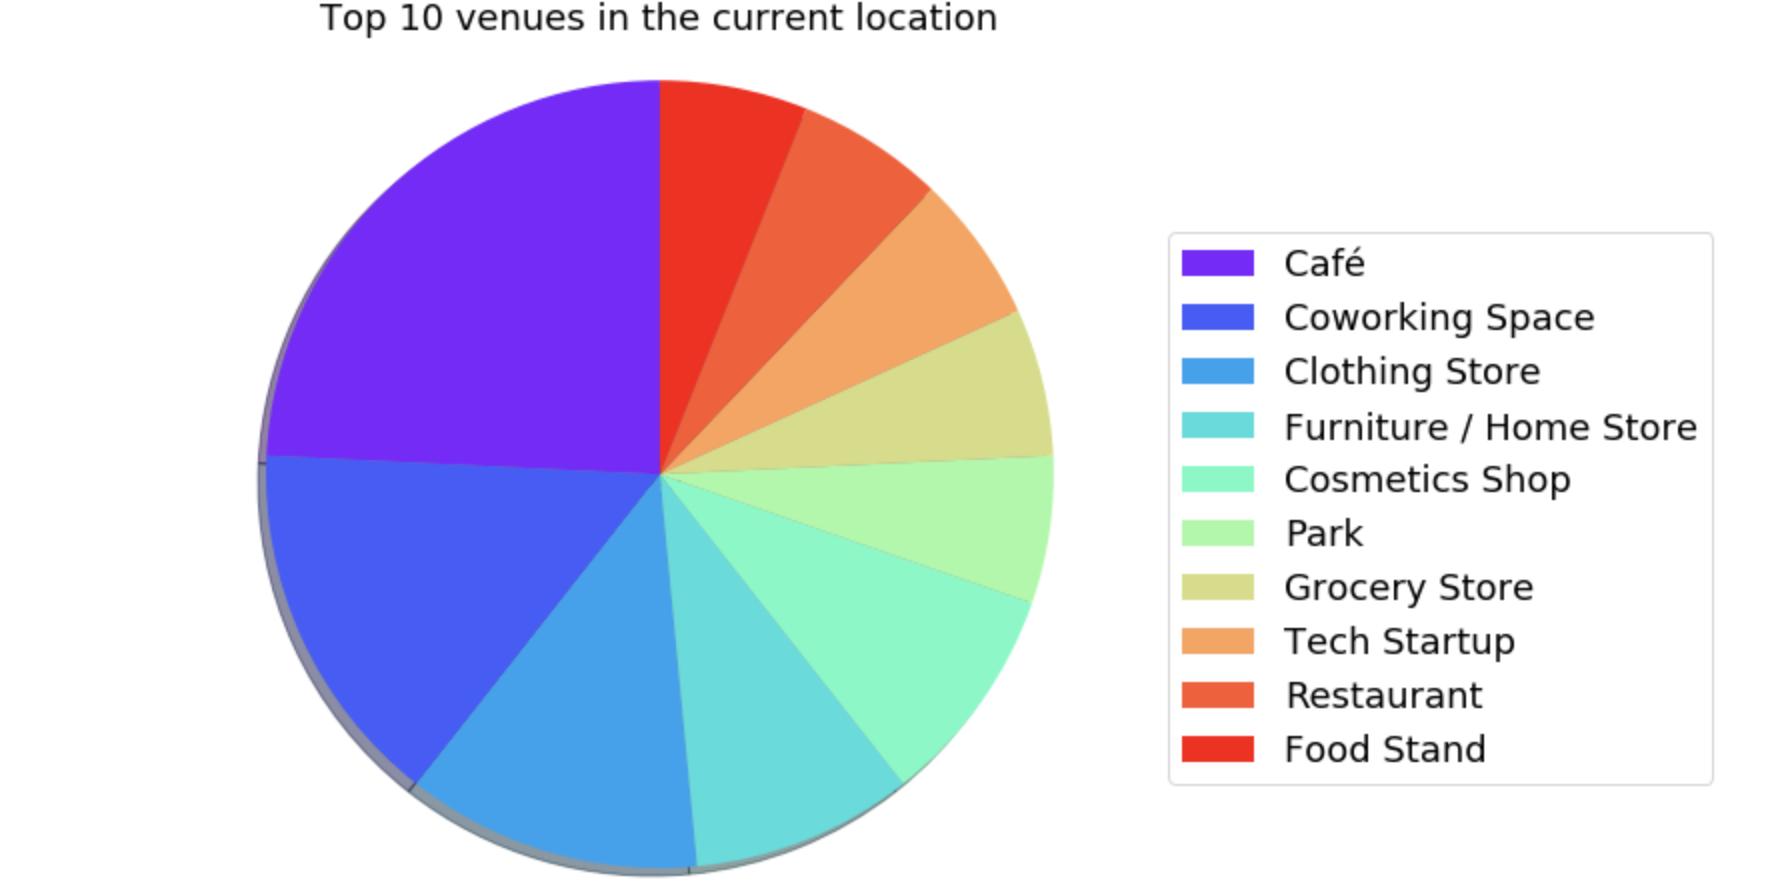 Top 10 venues in the current location
Café
Coworking Space
Clothing Store
Furniture / Home Store
Cosmetics Shop
Park
Grocery Store
Tech Startup
Restaurant
Food Stand